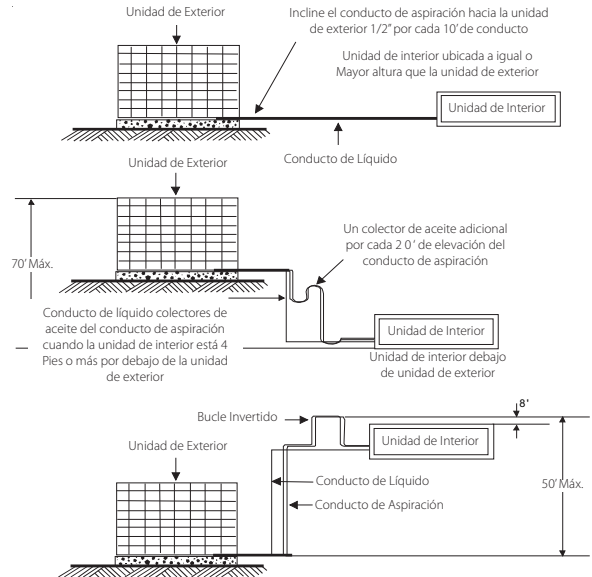 Unidad de Exterior
Incline el conducto de aspiración hacia la unidad
de exterior 1/2" por cada 10' de conducto
Unidad de interior ubicada a igual o
Mayor altura que la unidad de exterior
Unidad de Interior
Conducto de Líquido
Unidad de Exterior
Un colector de aceite adicional
por cada 2 0 ' de elevación del
conducto de aspiración
70' Máx.
Conducto de líquido colectores de
aceite del conducto de aspiración
cuando la unidad de interior está 4
Pies o más por debajo de la unidad
de exterior
Unidad de Interior
Unidad de interior debajo
de unidad de exterior
8'
Bucle Invertido
Unidad de Interior
Unidad de Exterior
Conducto de Líquido
Conducto de Aspiración
50' Máx.